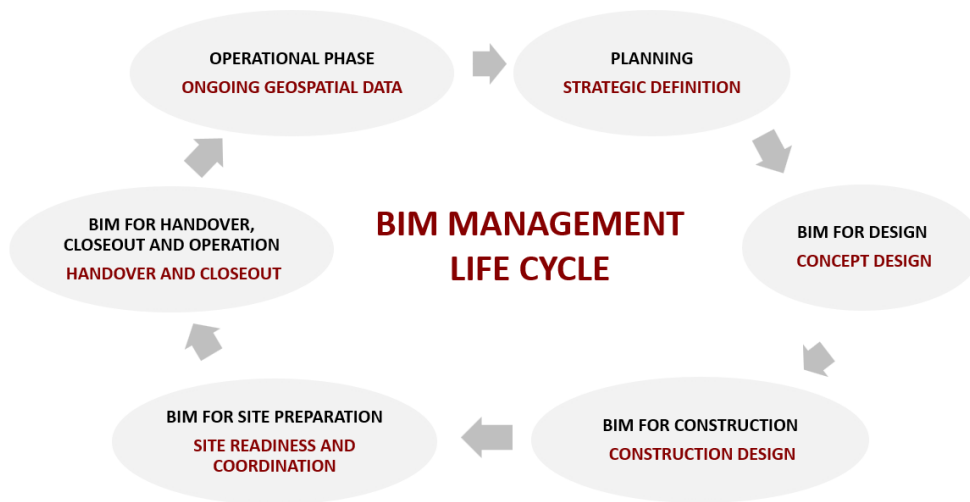 OPERATIONAL PHASE
ONGOING GEOSPATIAL DATA
PLANNING
STRATEGIC DEFINITION
BIM FOR HANDOVER,
CLOSEOUT AND OPERATION
HANDOVER AND CLOSEOUT
BIM MANAGEMENT
LIFE CYCLE
BIM FOR DESIGN
CONCEPT DESIGN
BIM FOR SITE PREPARATION
SITE READINESS AND
COORDINATION
BIM FOR CONSTRUCTION
CONSTRUCTION DESIGN